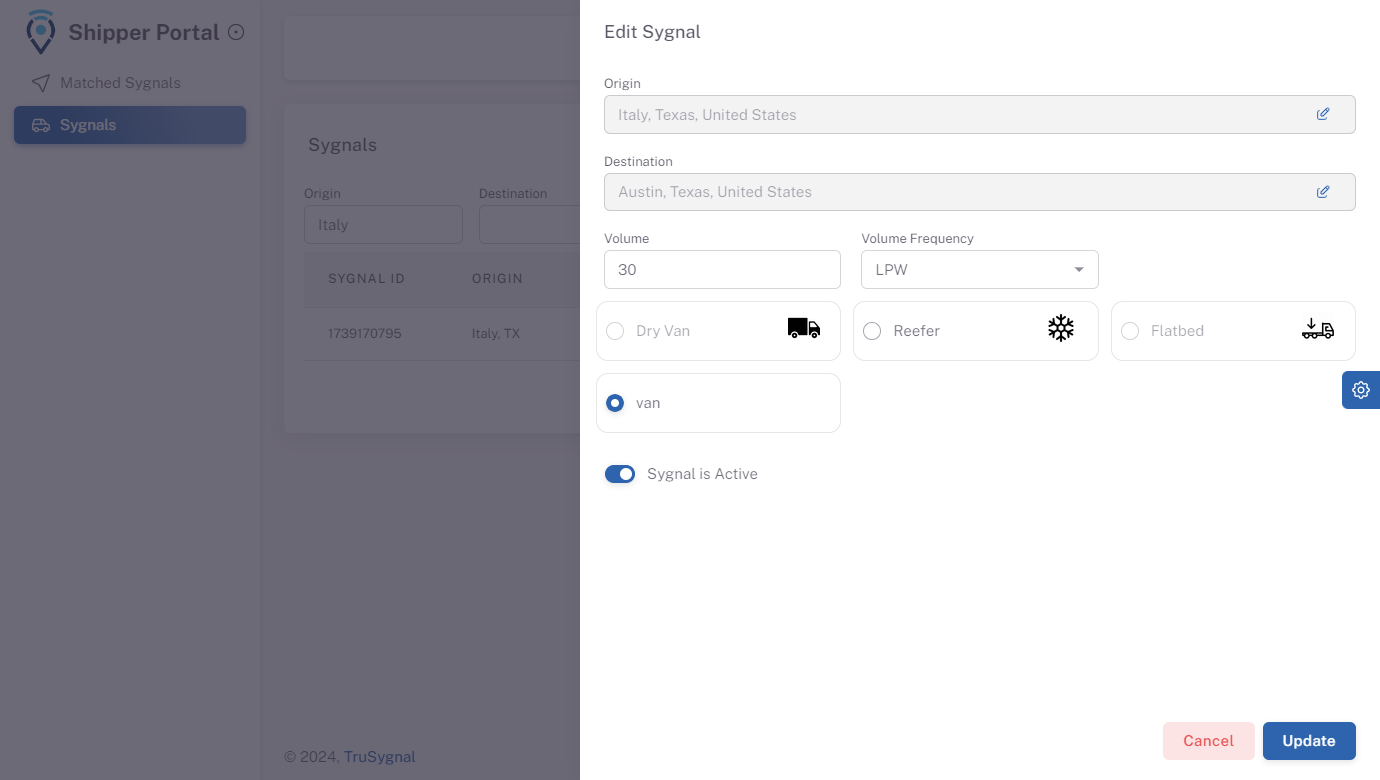 Shipper Portal
Matched Sygnals
Sygnals
Sygnals
Origin
Destination
Italy
SYGNAL ID
ORIGIN
1739170795
Italy, TX
© 2024, TruSygnal
Edit Sygnal
Origin
Italy, Texas, United States
Destination
Austin, Texas, United States
Volume
Volume Frequency
30
LPW
Dry Van
Reefer
Flatbed
van
Sygnal is Active
Cancel
Update